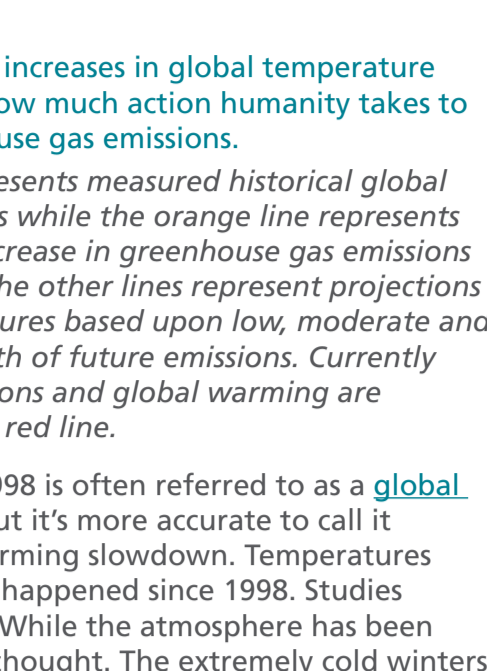 increases in global temperature
ow much action humanity takes to
use gas emissions.
esents measured historical global
s while the orange line represents
crease in greenhouse gas emissions
he other lines represent projections
ures based upon low, moderate and
th of future emissions. Currently
ons and global warming are
red line.
998 is often referred to as a global
ut it's more accurate to call it
rming slowdown. Temperatures
happened since 1998. Studies
While the atmosphere has been
thought. The extremely cold winters